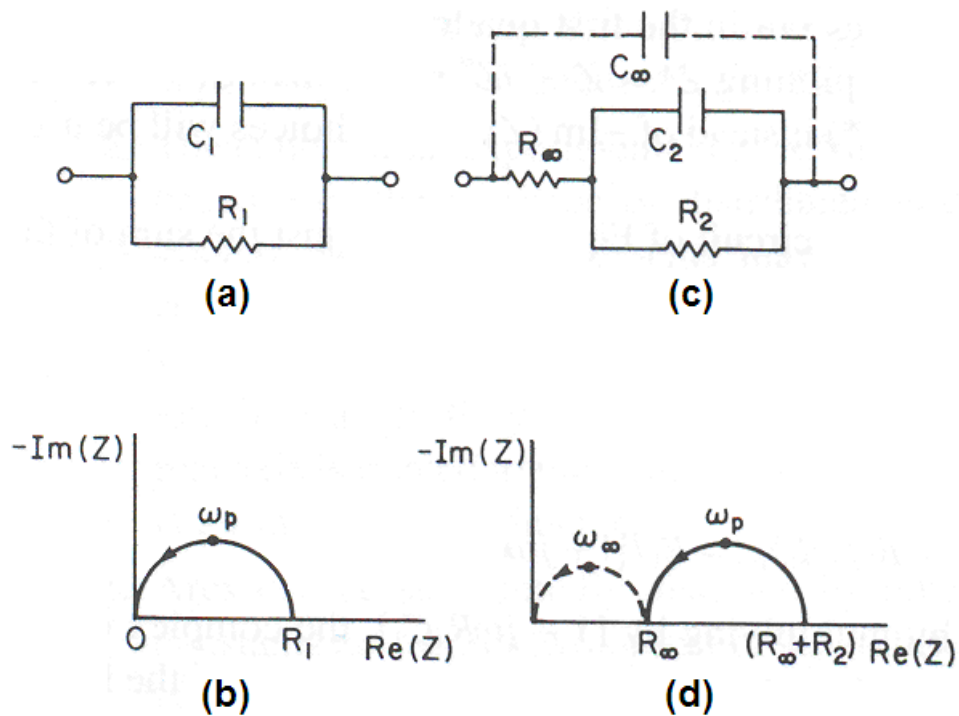 C₁
R₁
(a)
C∞
R∞
C₂
R₂
(c)
-Im(Z)
ωp
O
R₁
Re(Z)
(b)
-Im(Z)
ω∞
ωp
R∞
(R∞+R₂)
Re(Z)
(d)